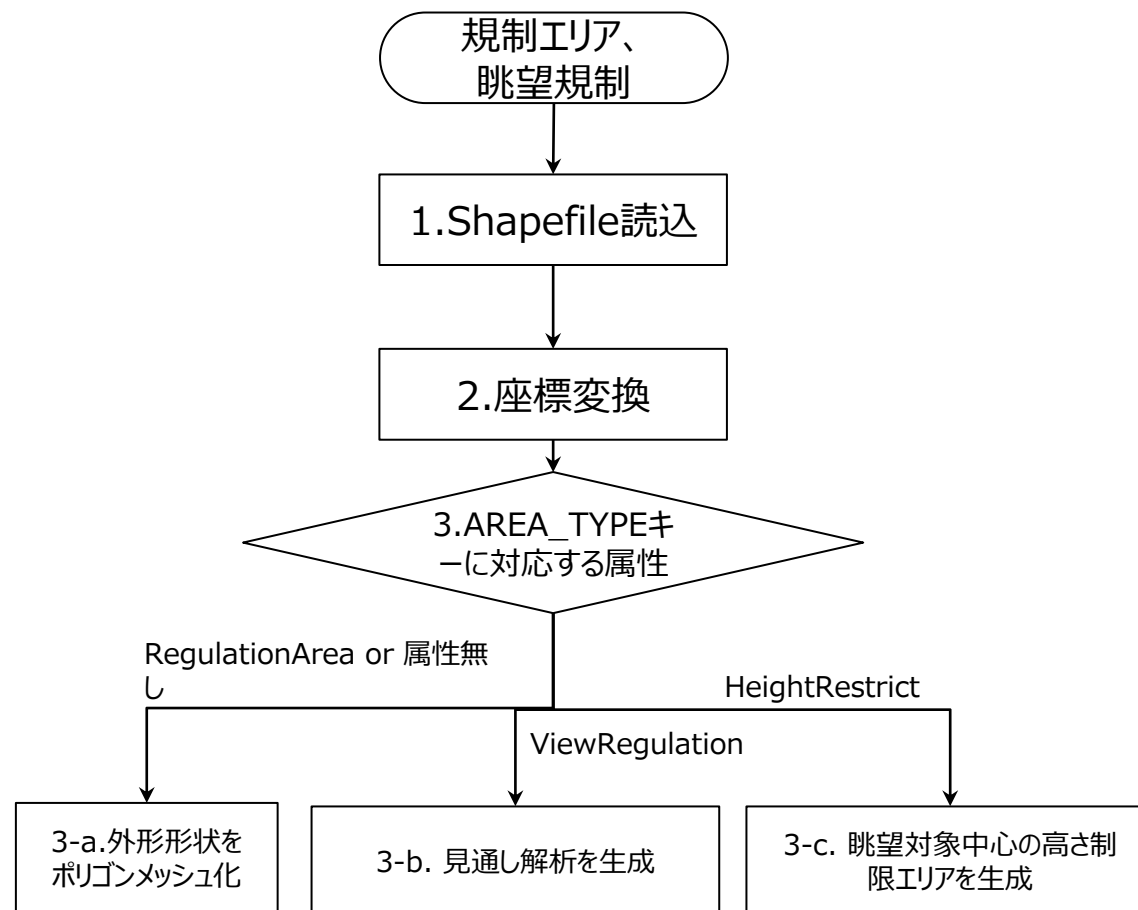 規制エリア、
眺望規制
1.Shapefile読込
2.座標変換
3.AREA_TYPEキ
ーに対応する属性
RegulationArea or 属性無
し
HeightRestrict
ViewRegulation
3-a.外形形状を
ポリゴンメッシュ化
3-b. 見通し解析を生成
3-c. 眺望対象中心の高さ制
限エリアを生成